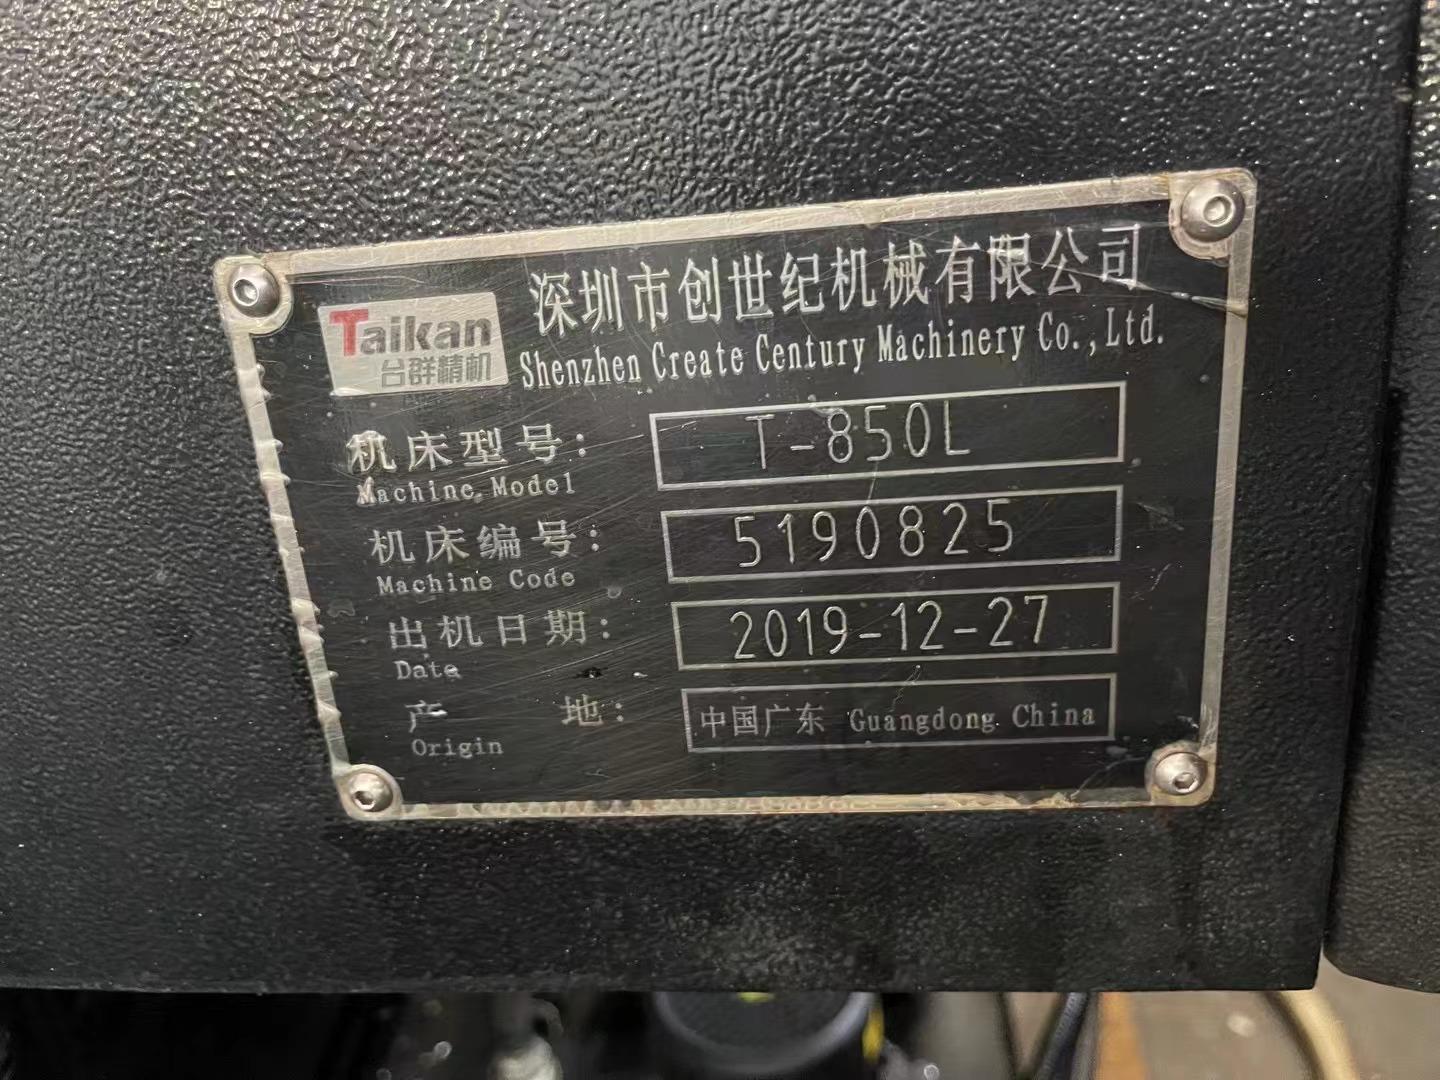 Taikan
台群精机
深圳市创世纪机械有限公司
Shenzhen Create Century Machinery Co.,Ltd.
机床型号: T-850L
Machine Model
机床编号: 5190825
Machine Code
出机日期: 2019-12-27
Date
产 地: 中国广东 Guangdong China
Origin